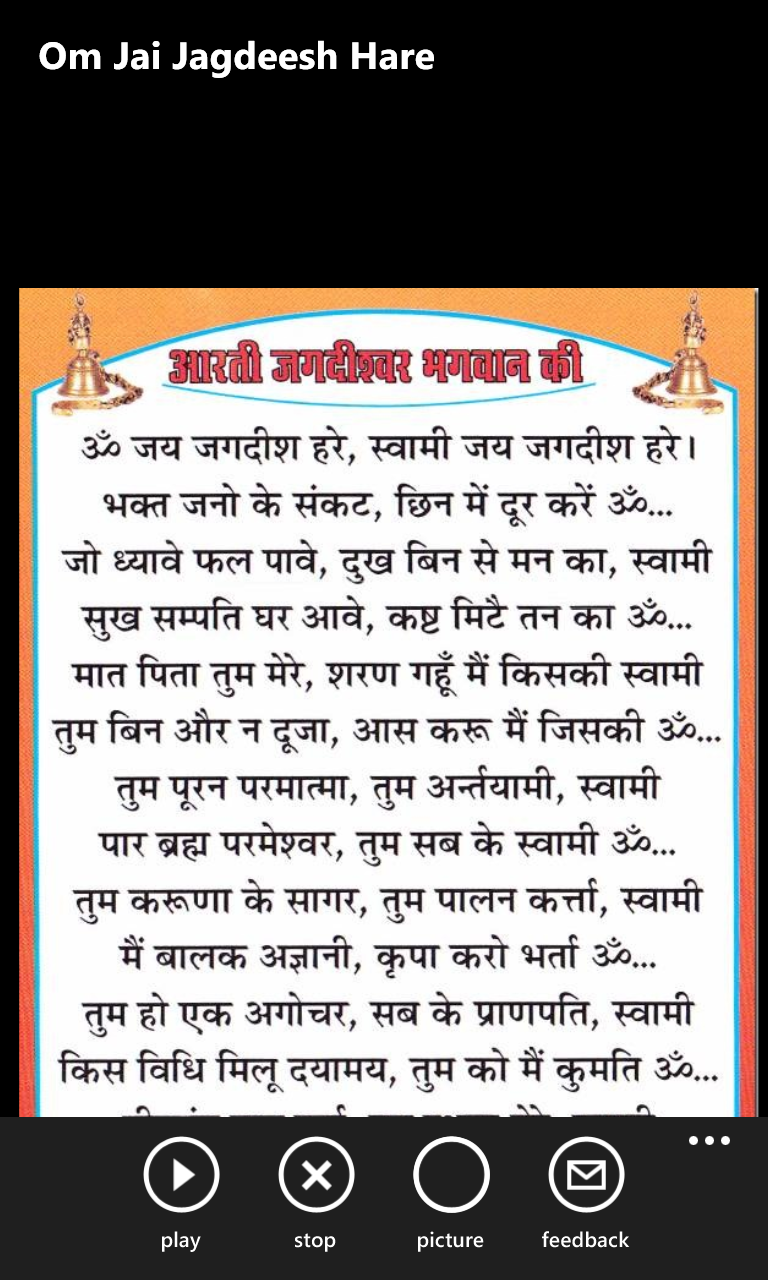 Om Jai Jagdeesh Hare
आरती जगदीश्वर भगवान की
ॐ जय जगदीश हरे, स्वामी जय जगदीश हरे।
भक्त जनो के संकट, छिन में दूर करें ॐ...
जो ध्यावे फल पावे, दुख बिन से मन का, स्वामी
सुख सम्पति घर आवे, कष्ट मिटै तन का ॐ...
मात पिता तुम मेरे, शरण गहूँ मैं किसकी स्वामी
तुम बिन और न दूजा, आस करू मैं जिसकी ॐ...
तुम पूरन परमात्मा, तुम अर्न्तयामी, स्वामी
पार ब्रह्म परमेश्वर, तुम सब के स्वामी ॐ...
तुम करूणा के सागर, तुम पालन कर्त्ता, स्वामी
मैं बालक अज्ञानी, कृपा करो भर्ता ॐ...
तुम हो एक अगोचर, सब के प्राणपति, स्वामी
किस विधि मिलू दयामय, तुम को मैं कुमति ॐ...
play stop picture feedback